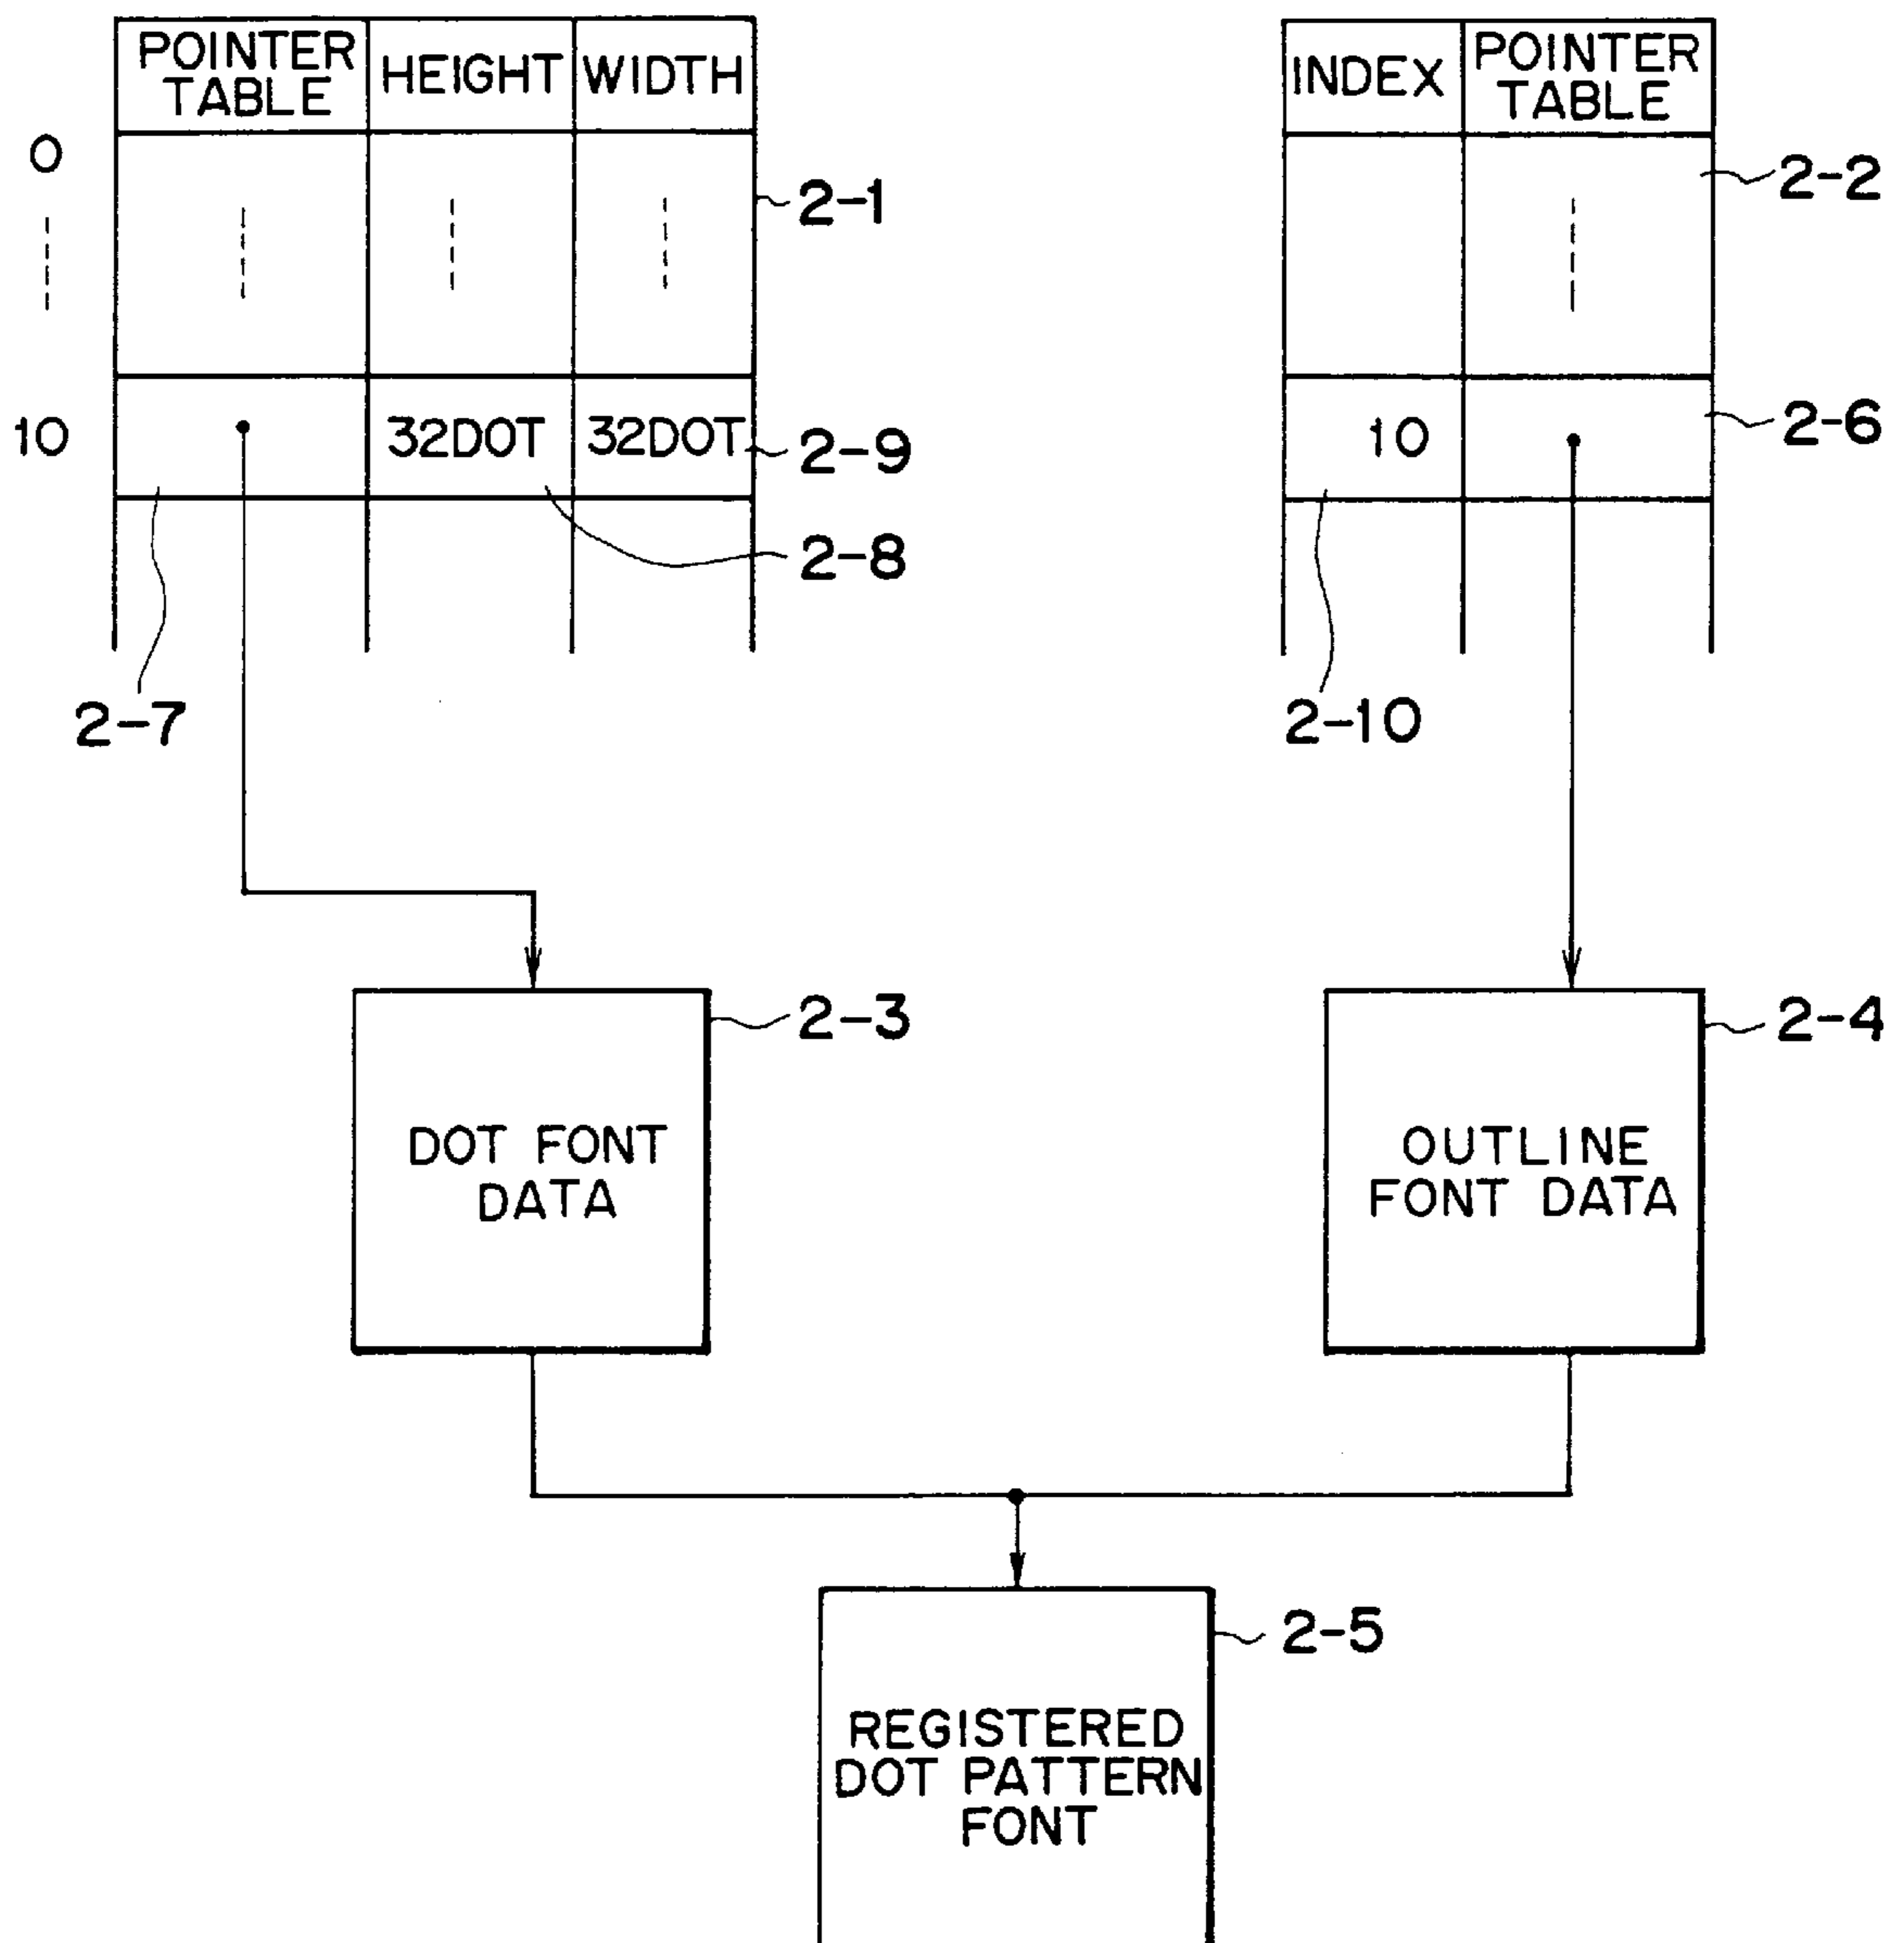 POINTER
TABLE
HEIGHT
WIDTH
INDEX
POINTER
TABLE
0
2-1
2-2
10
32DOT
32DOT
2-9
10
2-6
2-8
2-7
2-10
2-3
2-4
DOT FONT
DATA
OUTLINE
FONT DATA
2-5
REGISTERED
DOT PATTERN
FONT